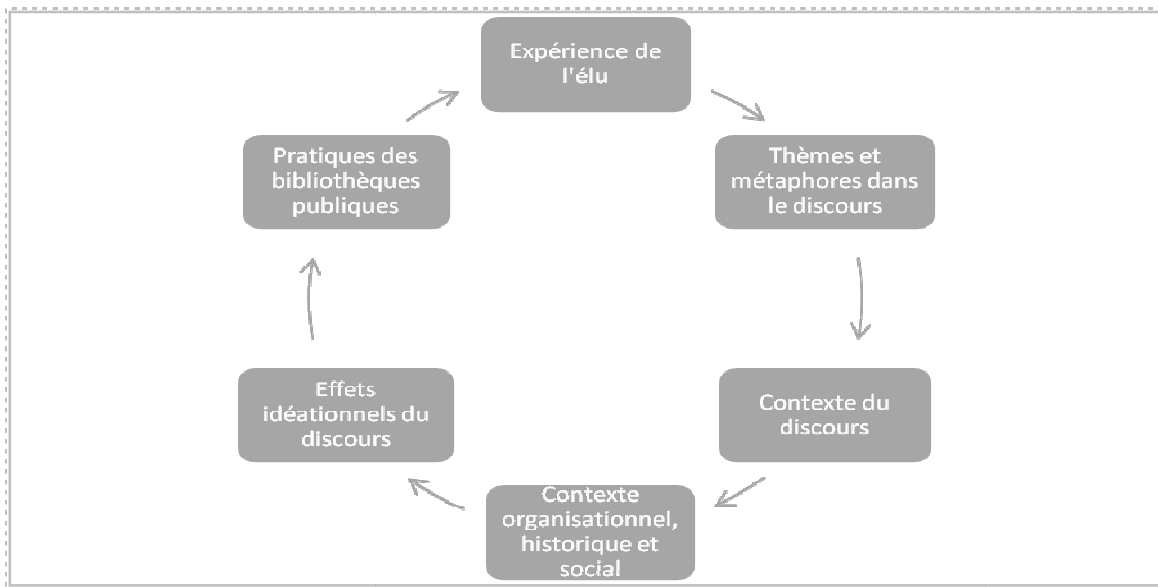 Expérience de
l'élu
Thèmes et
métaphores dans
le discours
Contexte du
discours
Contexte
organisationnel,
historique et
social
Effets
idéationnels du
discours
Pratiques des
bibliothèques
publiques